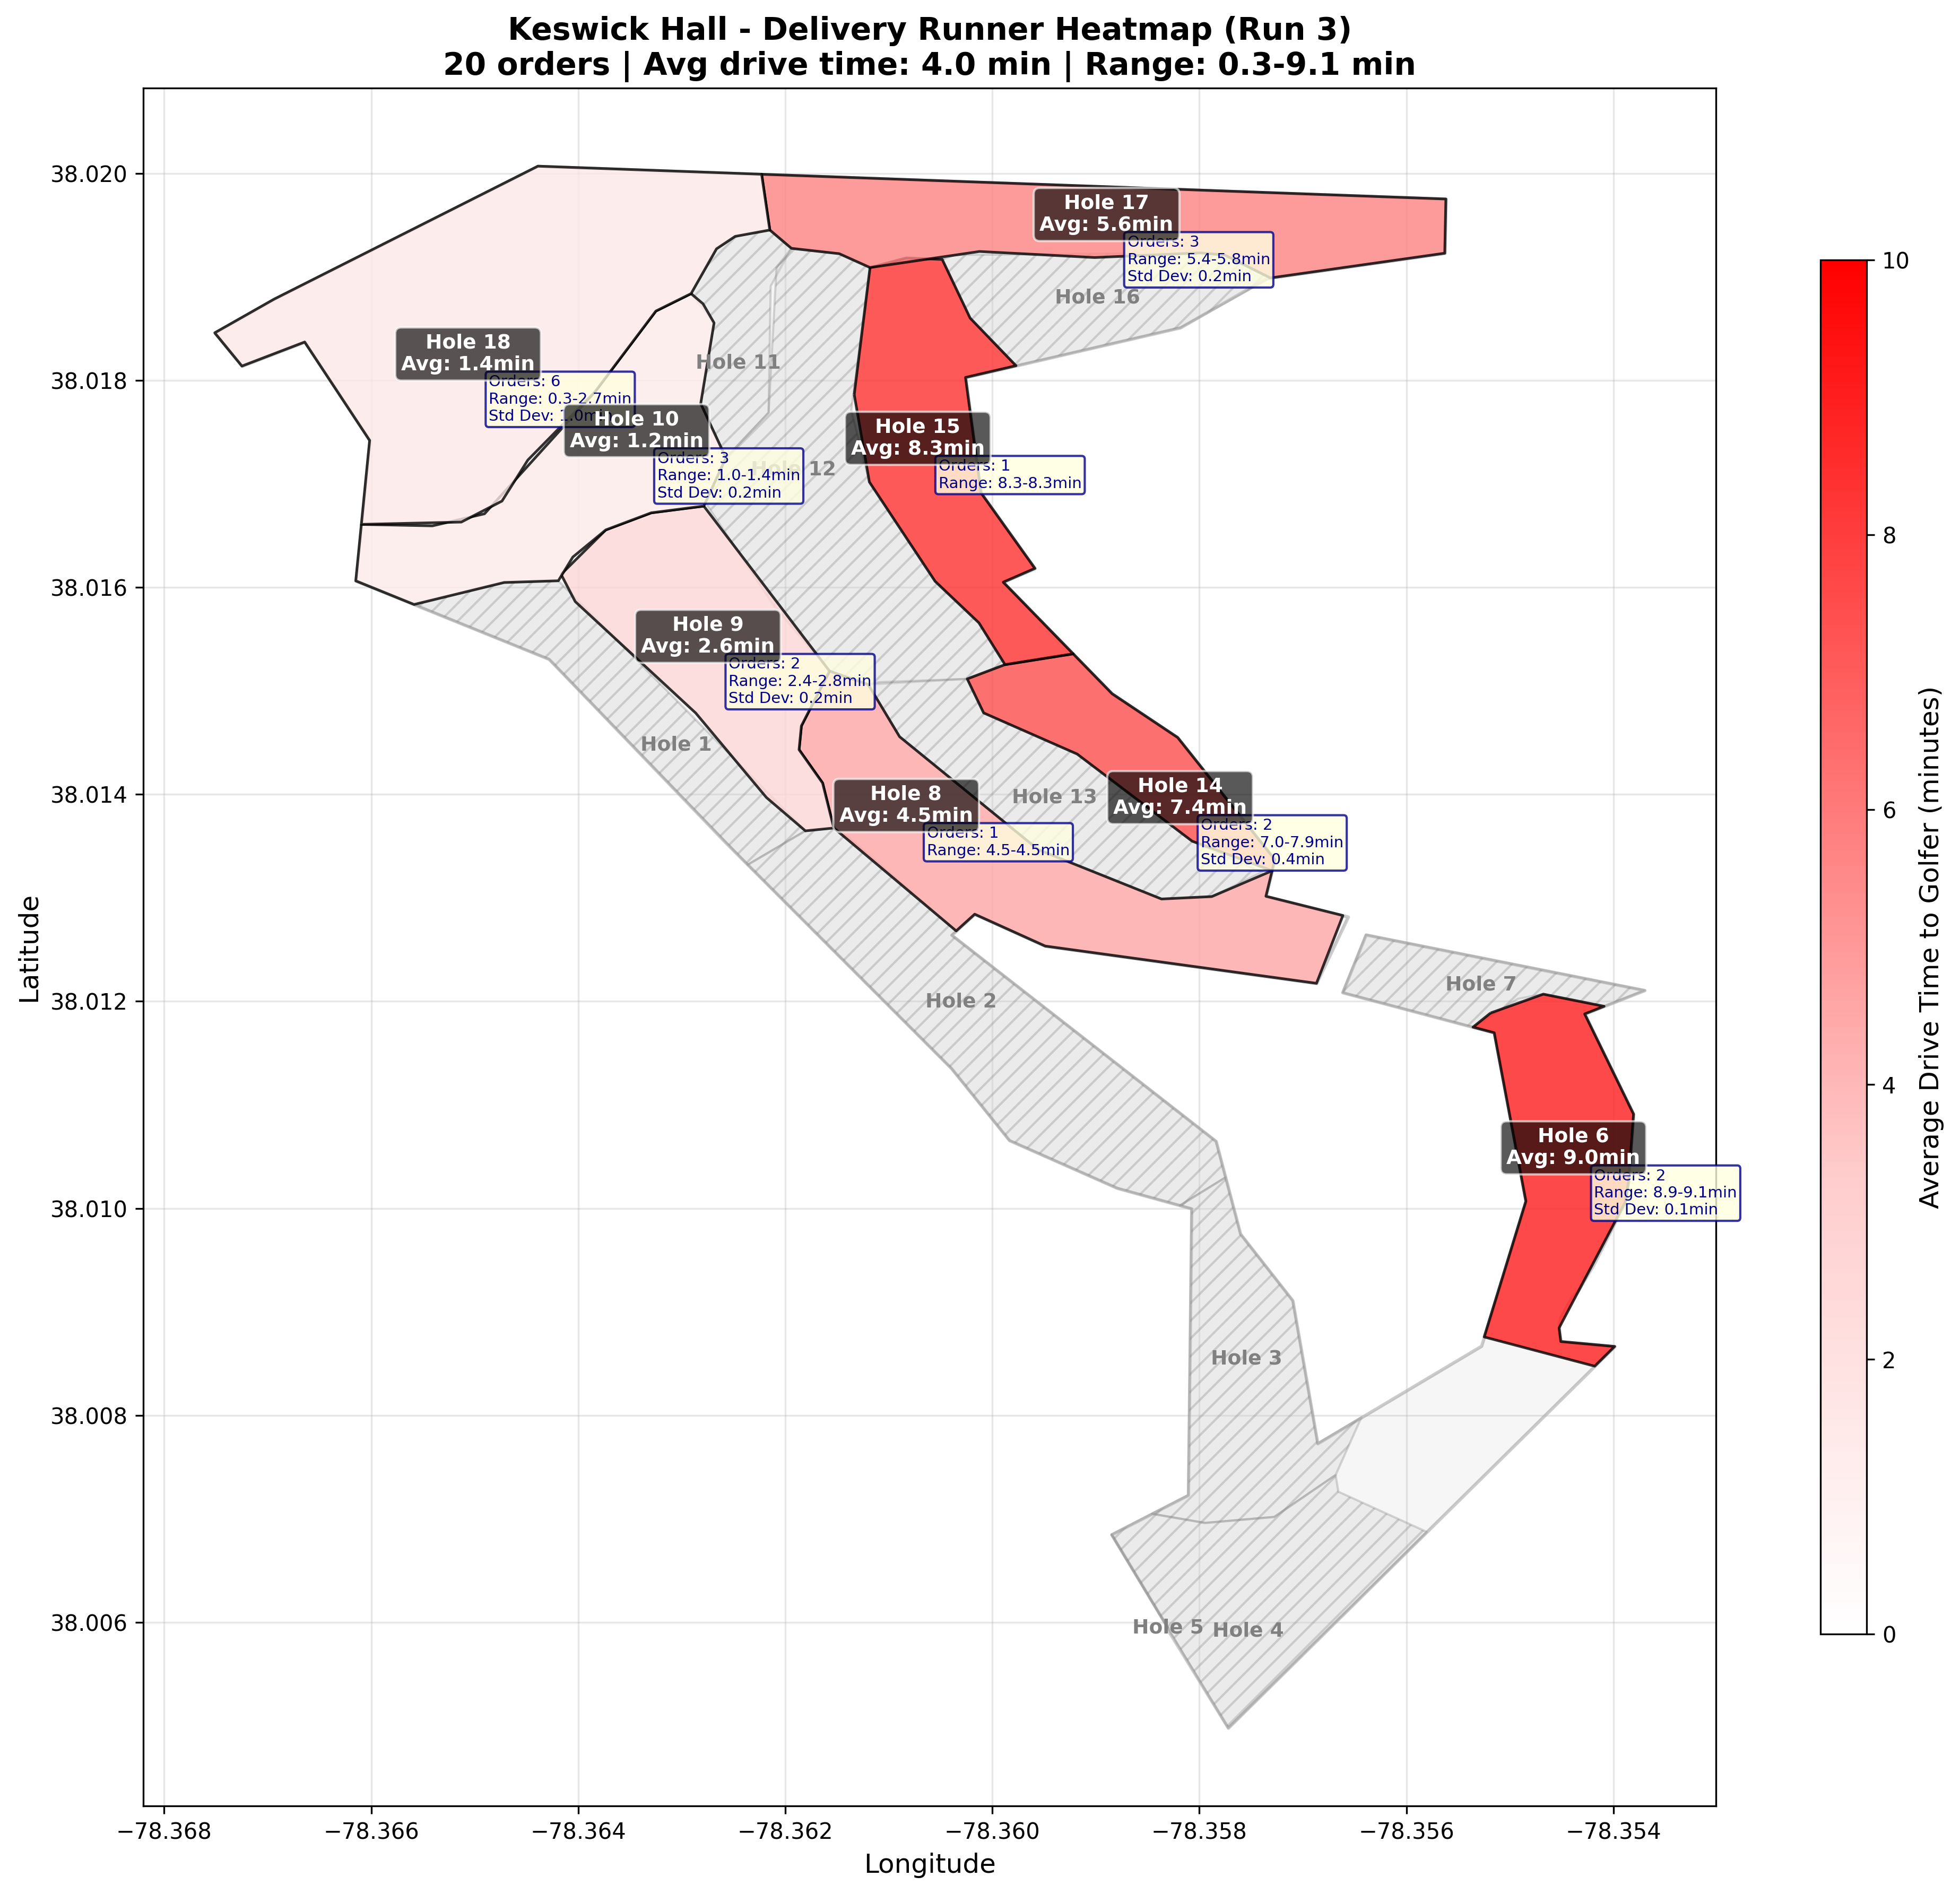 Keswick Hall - Delivery Runner Heatmap (Run 3)
20 orders | Avg drive time: 4.0 min | Range: 0.3-9.1 min
Hole 17
Avg: 5.6min
Orders: 3
Range: 5.4-5.8min
Std Dev: 0.2min
Hole 16
Hole 18
Avg: 1.4min
Orders: 6
Range: 0.3-2.7min
Std Dev: 1.0min
Hole 11
Hole 10
Avg: 1.2min
Orders: 3
Range: 1.0-1.4min
Std Dev: 0.2min
Hole 12
Hole 15
Avg: 8.3min
Orders: 1
Range: 8.3-8.3min
Hole 9
Avg: 2.6min
Orders: 2
Range: 2.4-2.8min
Std Dev: 0.2min
Hole 1
Hole 8
Avg: 4.5min
Orders: 1
Range: 4.5-4.5min
Hole 13
Hole 14
Avg: 7.4min
Orders: 2
Range: 7.0-7.9min
Std Dev: 0.4min
Hole 2
Hole 7
Hole 6
Avg: 9.0min
Orders: 2
Range: 8.9-9.1min
Std Dev: 0.1min
Hole 3
Hole 5
Hole 4
38.020
38.018
38.016
38.014
38.012
38.010
38.008
38.006
Latitude
−78.368
−78.366
−78.364
−78.362
−78.360
−78.358
−78.356
−78.354
Longitude
10
8
6
4
2
0
Average Drive Time to Golfer (minutes)